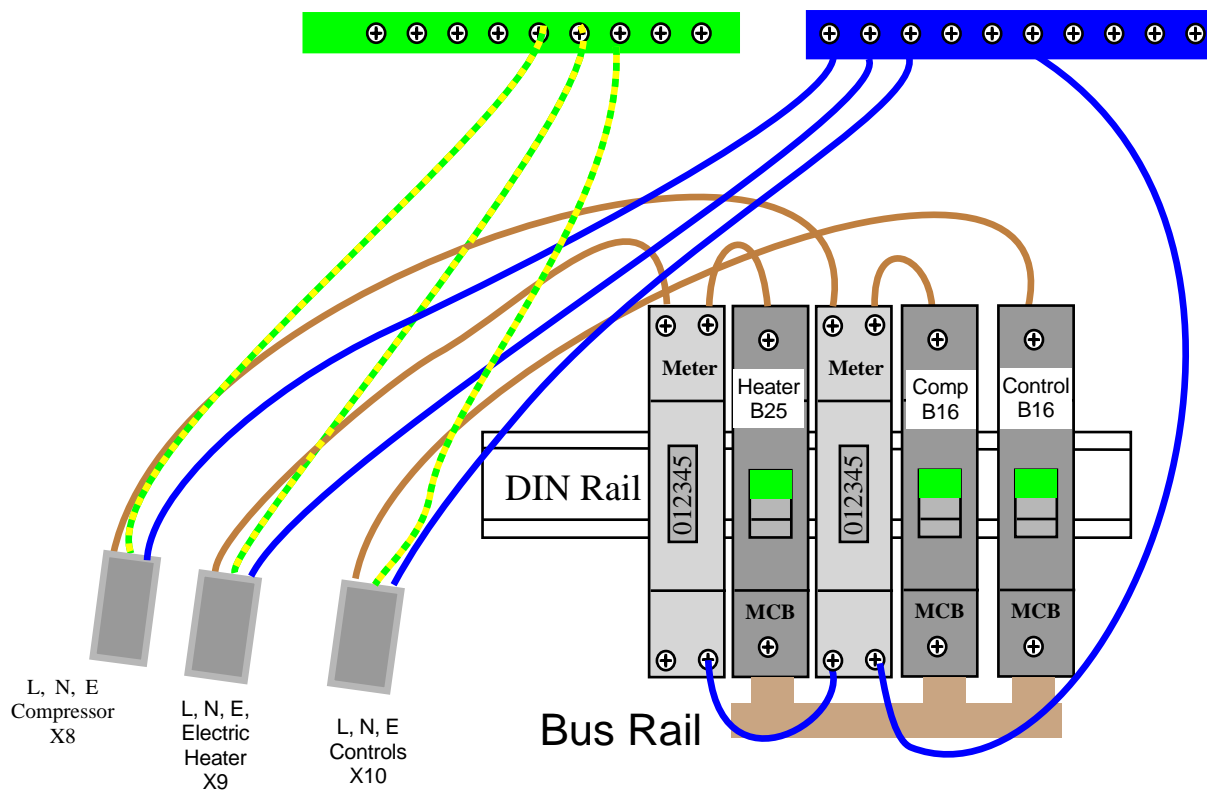 Meter
Heater
B25
Meter
Comp
B16
Control
B16
DIN Rail
012345
012345
MCB
MCB
MCB
L, N, E
Compressor
X8
L, N, E,
Electric
Heater
X9
L, N, E
Controls
X10
Bus Rail